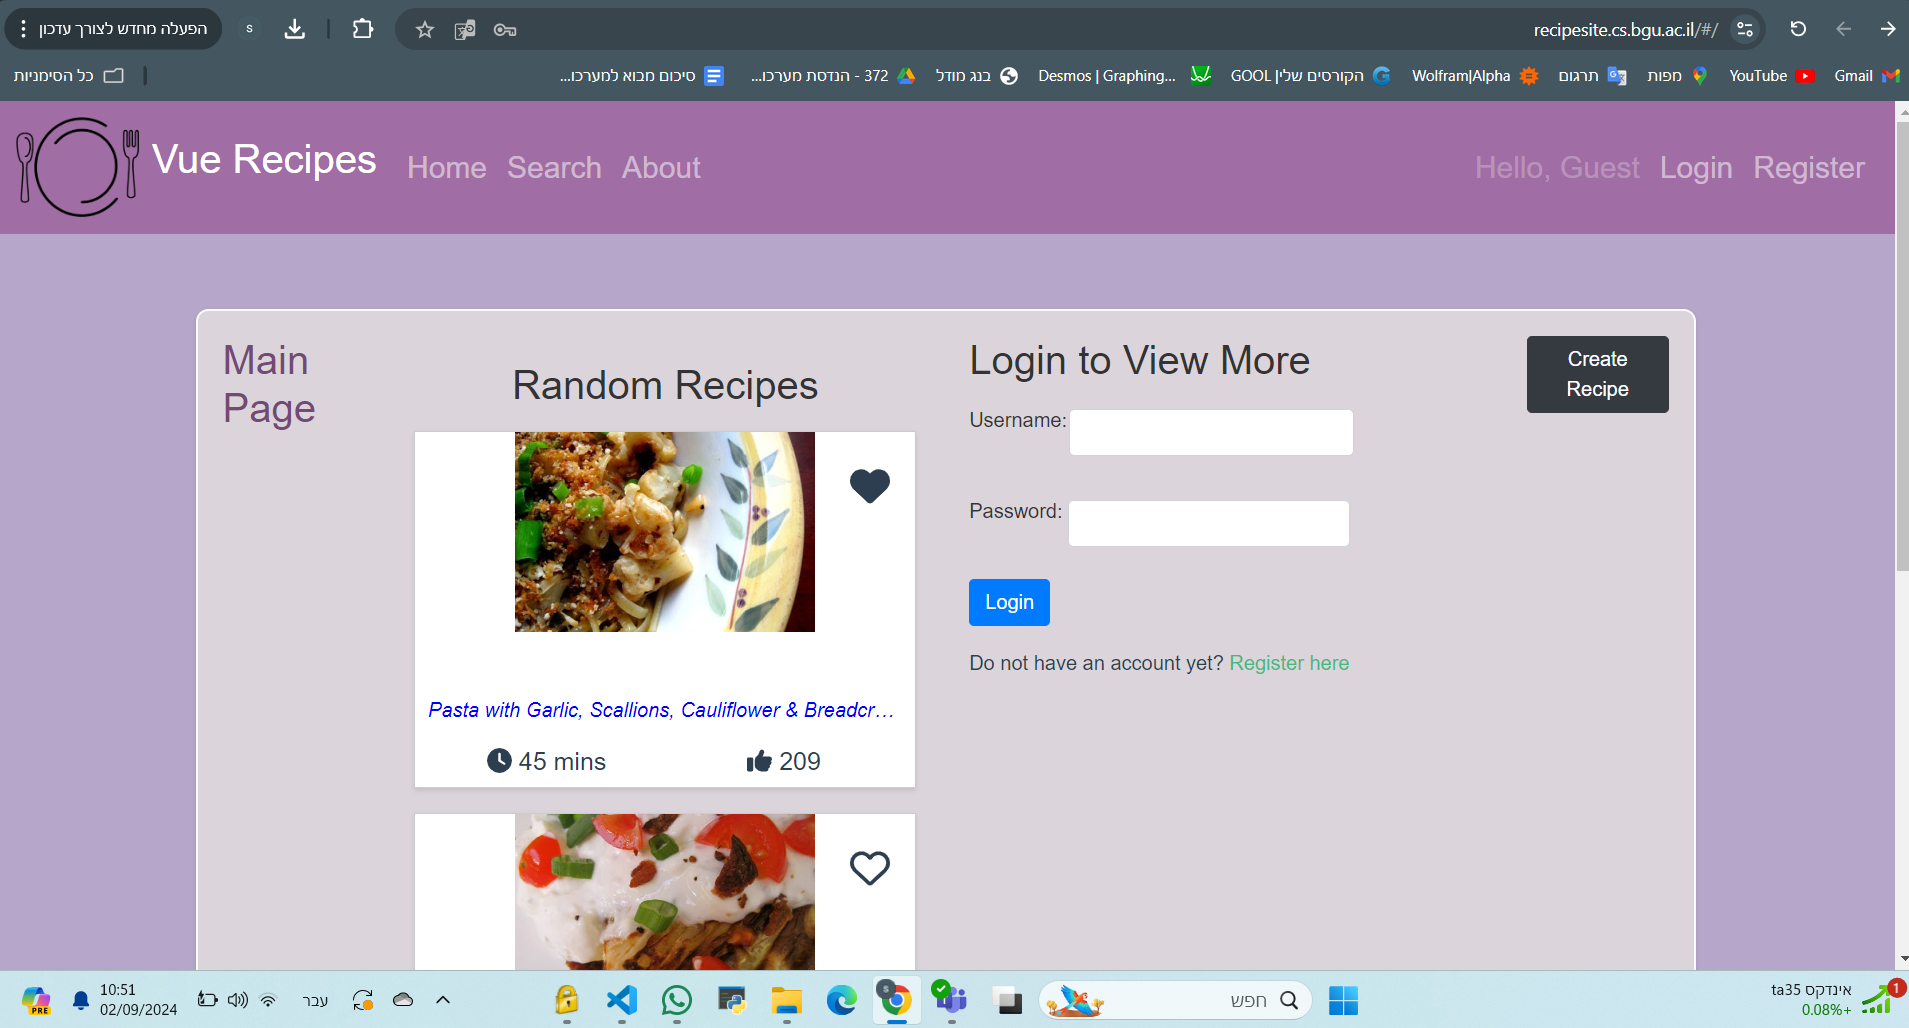 הפעלה מחדש לצורך עדכון
s
recipesite.cs.bgu.ac.il/#/
Gmail
YouTube
מפות
תרגום
Wolfram|Alpha
GOOL הקורסים שלי|
Desmos | Graphing...
בנג מודל
372 - הנדסת מערכו...
סיכום מבוא למערכו...
כל הסימניות
Vue Recipes Home Search About
Hello, Guest Login Register
Main
Page
Random Recipes
Pasta with Garlic, Scallions, Cauliflower & Breadcr...
45 mins
209
Login to View More
Username:
Password:
Login
Do not have an account yet? Register here
Create
Recipe
PRE
10:51
02/09/2024
עבר
S
חפש
אינדקס ta35
+0.08%
1